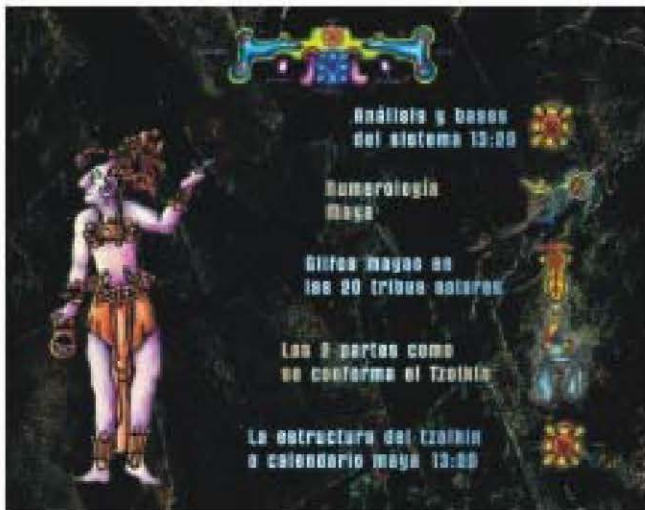 Análisis y bases
del sistema 13:20
Numerología
Maya
Glifos mayas en
las 20 tribus solares
Las partes como
se conforma el Tzolkin
La estructura del tzolkin
o calendario maya 13:20